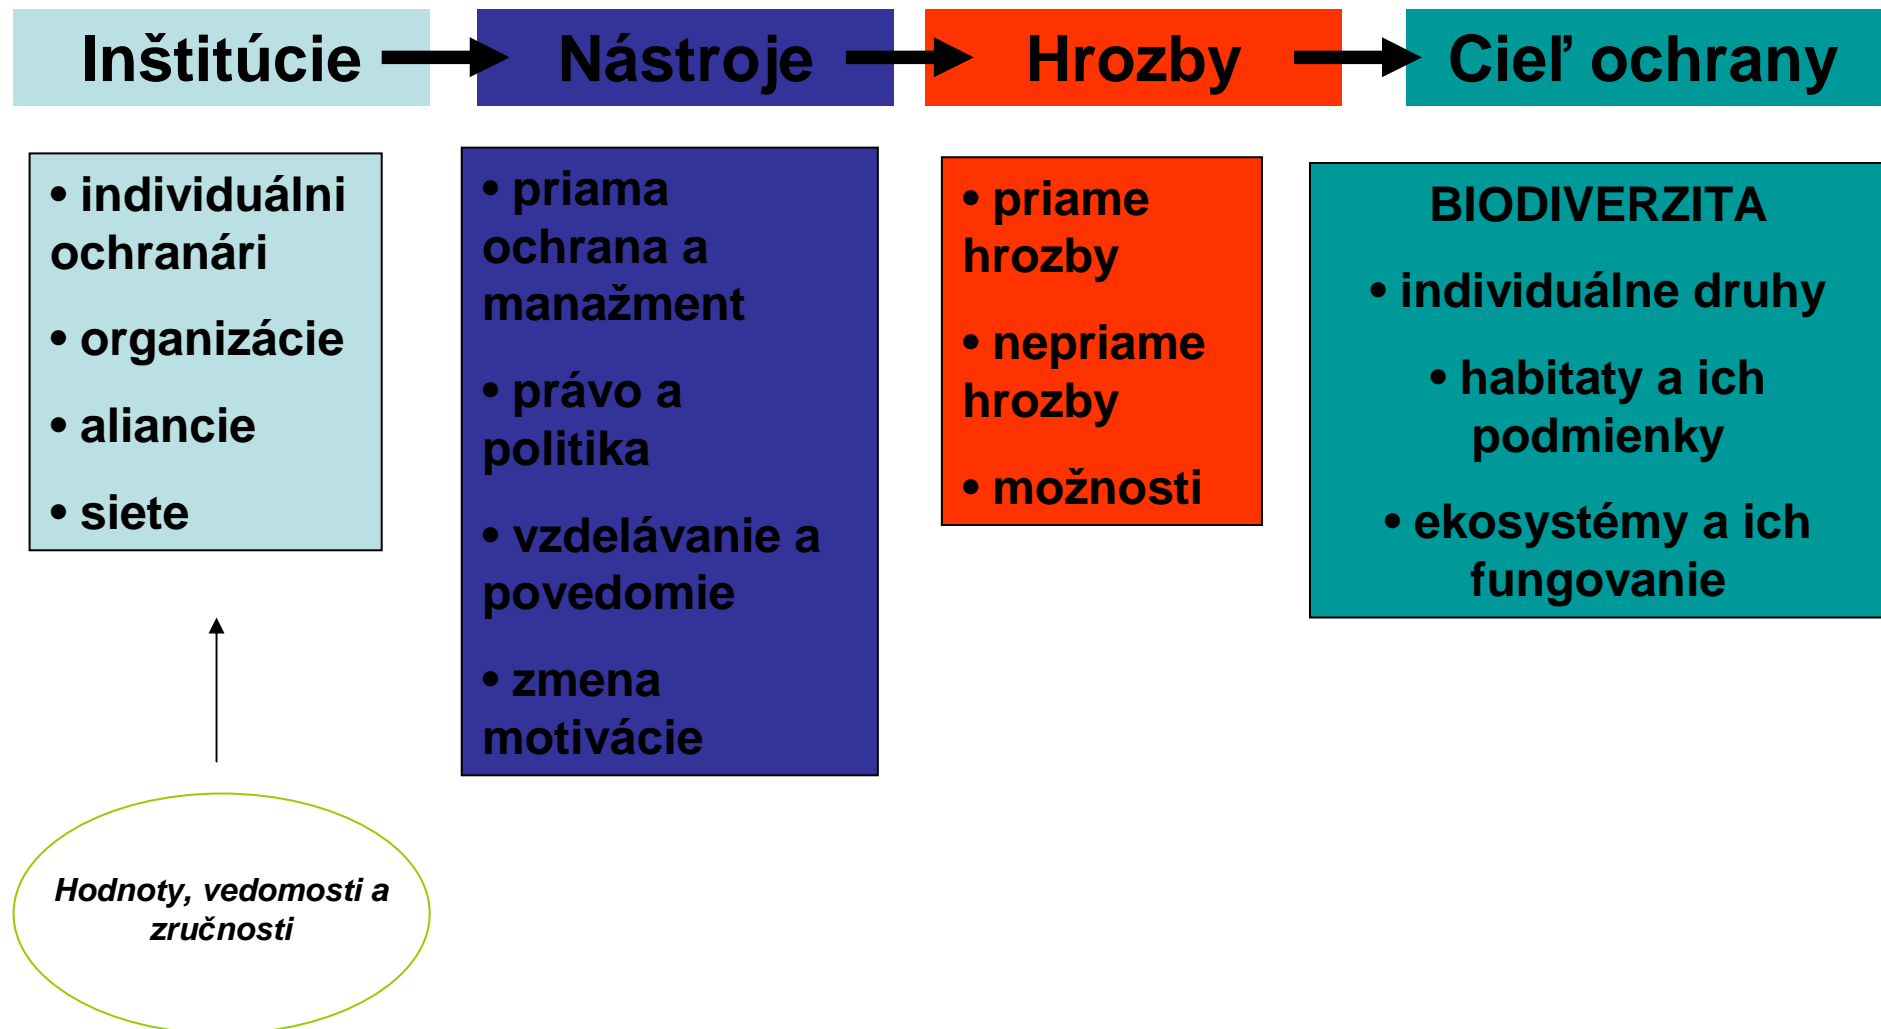 Inštitúcie
Nástroje
Hrozby
Cieľ ochrany
• individuálni
ochranári
• organizácie
• aliancie
• siete
• priama
ochrana a
manažment
• právo a
politika
• vzdelávanie a
povedomie
• zmena
motivácie
• priame
hrozby
• nepriame
hrozby
• možnosti
BIODIVERZITA
• individuálne druhy
• habitaty a ich
podmienky
• ekosystémy a ich
fungovanie
Hodnoty, vedomosti a
zručnosti